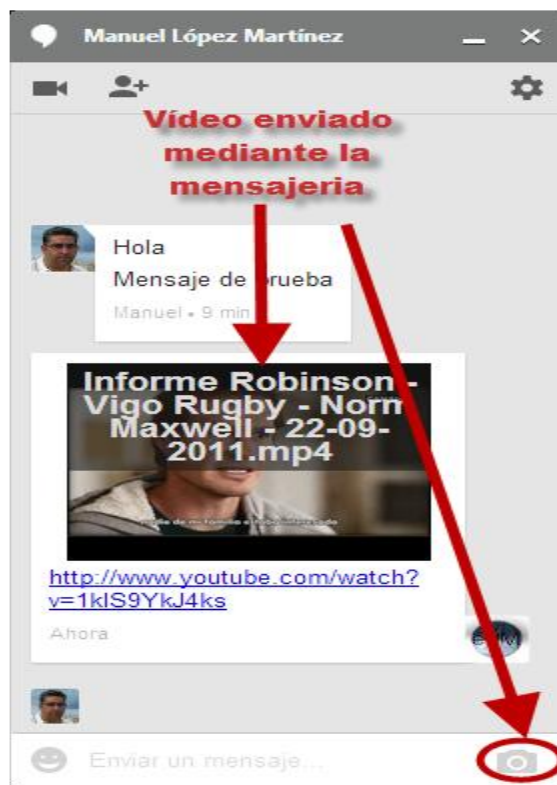 Manuel López Martínez
Vídeo enviado
mediante la
mensajeria
Hola
Mensaje de prueba
Manuel • 9 min
Informe Robinson -
Vigo Rugby - Norm
Maxwell - 22-09-
2011.mp4
http://www.youtube.com/watch?
v=1klS9YkJ4ks
Ahora
Enviar un mensaje...